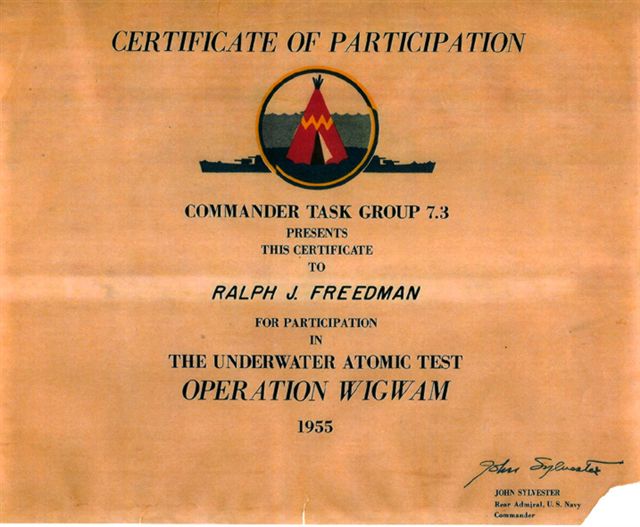 CERTIFICATE OF PARTICIPATION
COMMANDER TASK GROUP 7.3
PRESENTS
THIS CERTIFICATE
TO
RALPH J. FREEDMAN
FOR PARTICIPATION
IN
THE UNDERWATER ATOMIC TEST
OPERATION WIGWAM
1955
John Sylvester
JOHN SYLVESTER
Rear Admiral, U. S. Navy
Commander